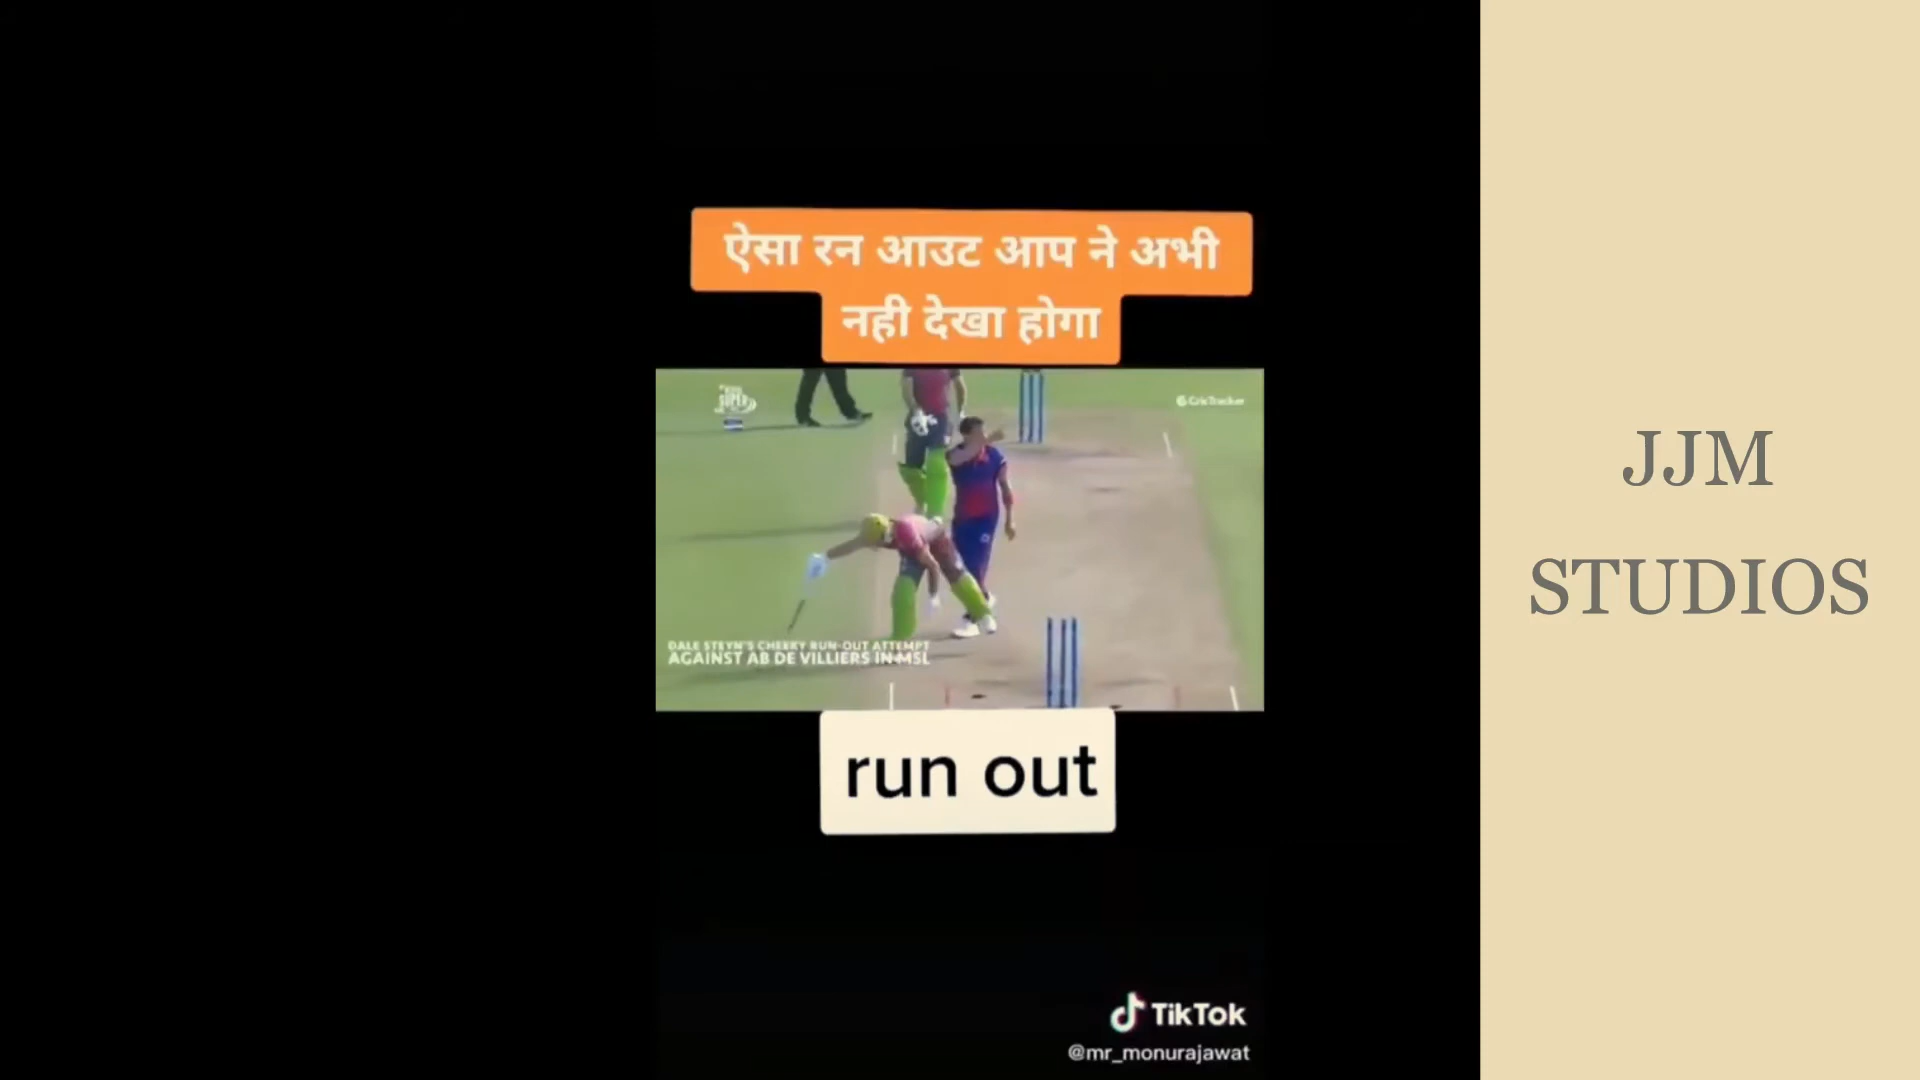 ऐसा रन आउट आप ने अभी
नही देखा होगा
SUPER
CricTracker
DALE STEYN'S CHEEKY RUN-OUT ATTEMPT
AGAINST AB DE VILLIERS IN MSL
run out
TikTok
@mr_monurajawat
JJM
STUDIOS